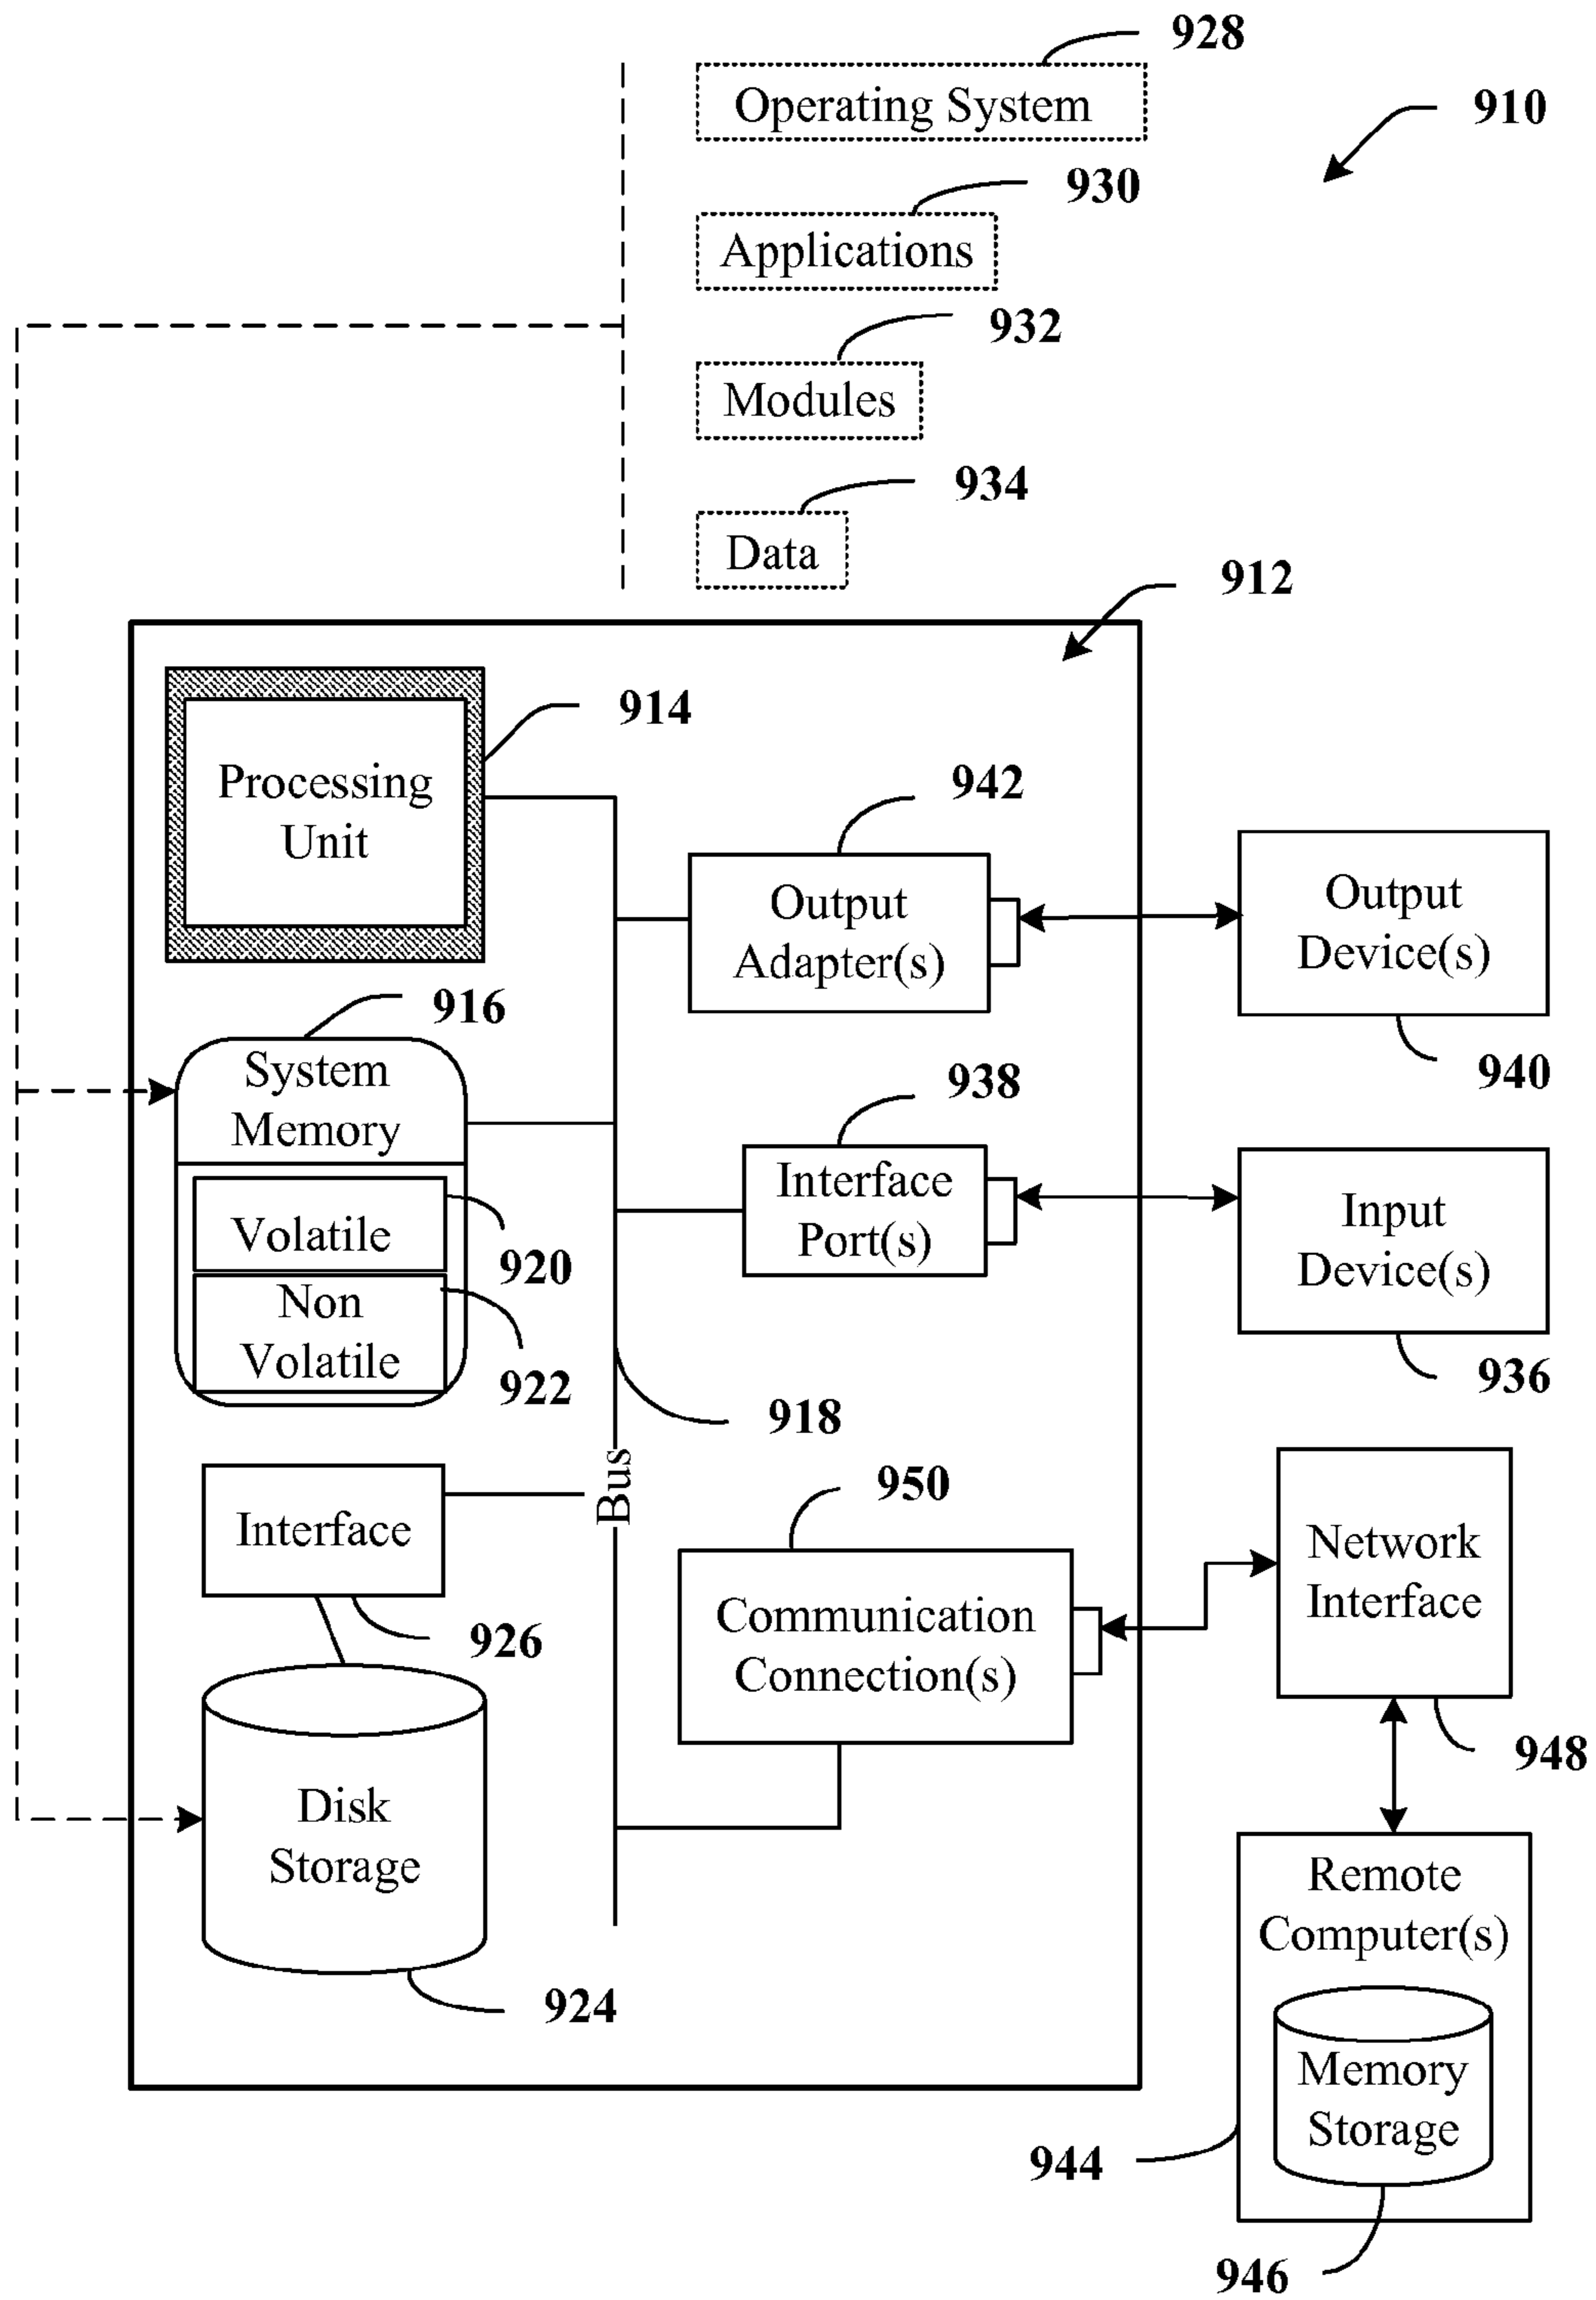 928
Operating System
910
930
Applications
932
Modules
934
Data
912
914
Processing
Unit
942
Output
Adapter(s)
Output
Device(s)
940
916
System
Memory
938
Interface
Port(s)
Input
Device(s)
936
Volatile
920
Non
Volatile
922
918
Bus
Interface
926
950
Communication
Connection(s)
Network
Interface
948
Disk
Storage
924
Remote
Computer(s)
Memory
Storage
944
946